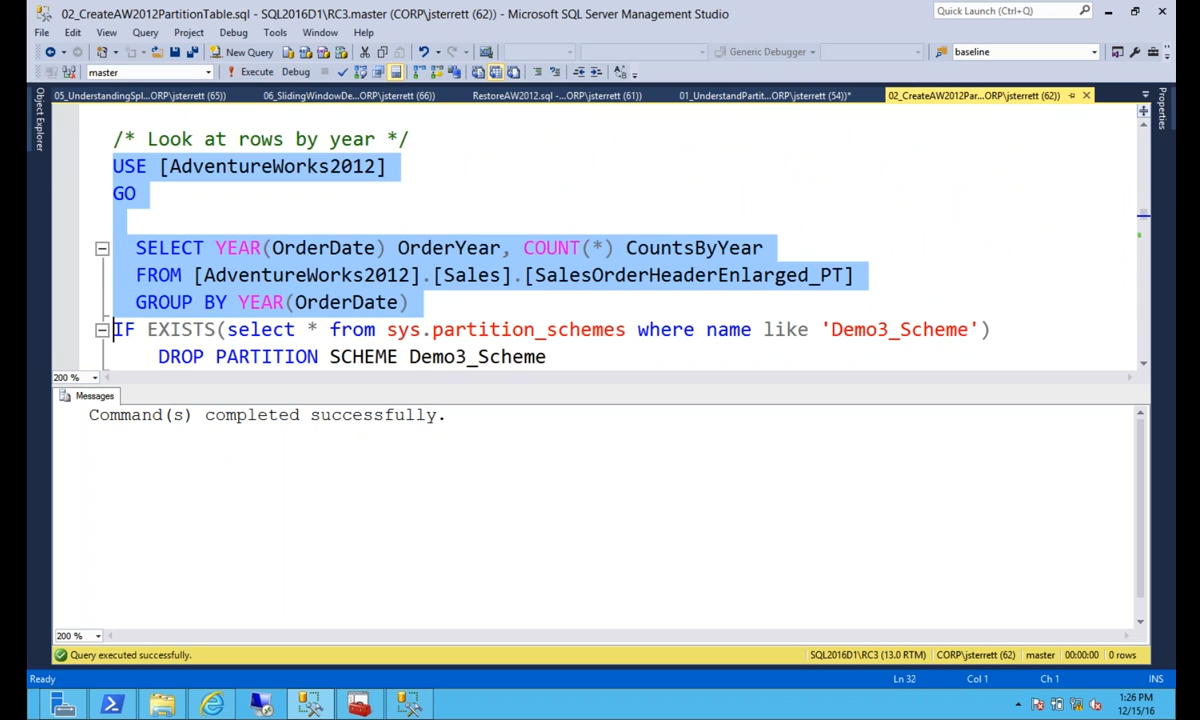 02_CreateAW2012PartitionTable.sql - SQL2016D1\RC3.master (CORP\jsterrett (62)) - Microsoft SQL Server Management Studio
Quick Launch (Ctrl+Q)
File Edit View Query Project Debug Tools Window Help
New Query
Generic Debugger
baseline
master
Execute Debug
05_UnderstandingSpl...ORP\jsterrett (65)) 06_SlidingWindowDe...ORP\jsterrett (66)) RestoreAW2012.sql -...ORP\jsterrett (61)) 01_UnderstandPartit...ORP\jsterrett (54))* 02_CreateAW2012Par...ORP\jsterrett (62))
Object Explorer
Properties
/* Look at rows by year */
USE [AdventureWorks2012]
GO
SELECT YEAR(OrderDate) OrderYear, COUNT(*) CountsByYear
FROM [AdventureWorks2012].[Sales].[SalesOrderHeaderEnlarged_PT]
GROUP BY YEAR(OrderDate)
IF EXISTS(select * from sys.partition_schemes where name like 'Demo3_Scheme')
DROP PARTITION SCHEME Demo3_Scheme
200 %
Messages
Command(s) completed successfully.
200 %
Query executed successfully.
SQL2016D1\RC3 (13.0 RTM) CORP\jsterrett (62) master 00:00:00 0 rows
Ready
Ln 32 Col 1 Ch 1 INS
1:26 PM
12/15/16